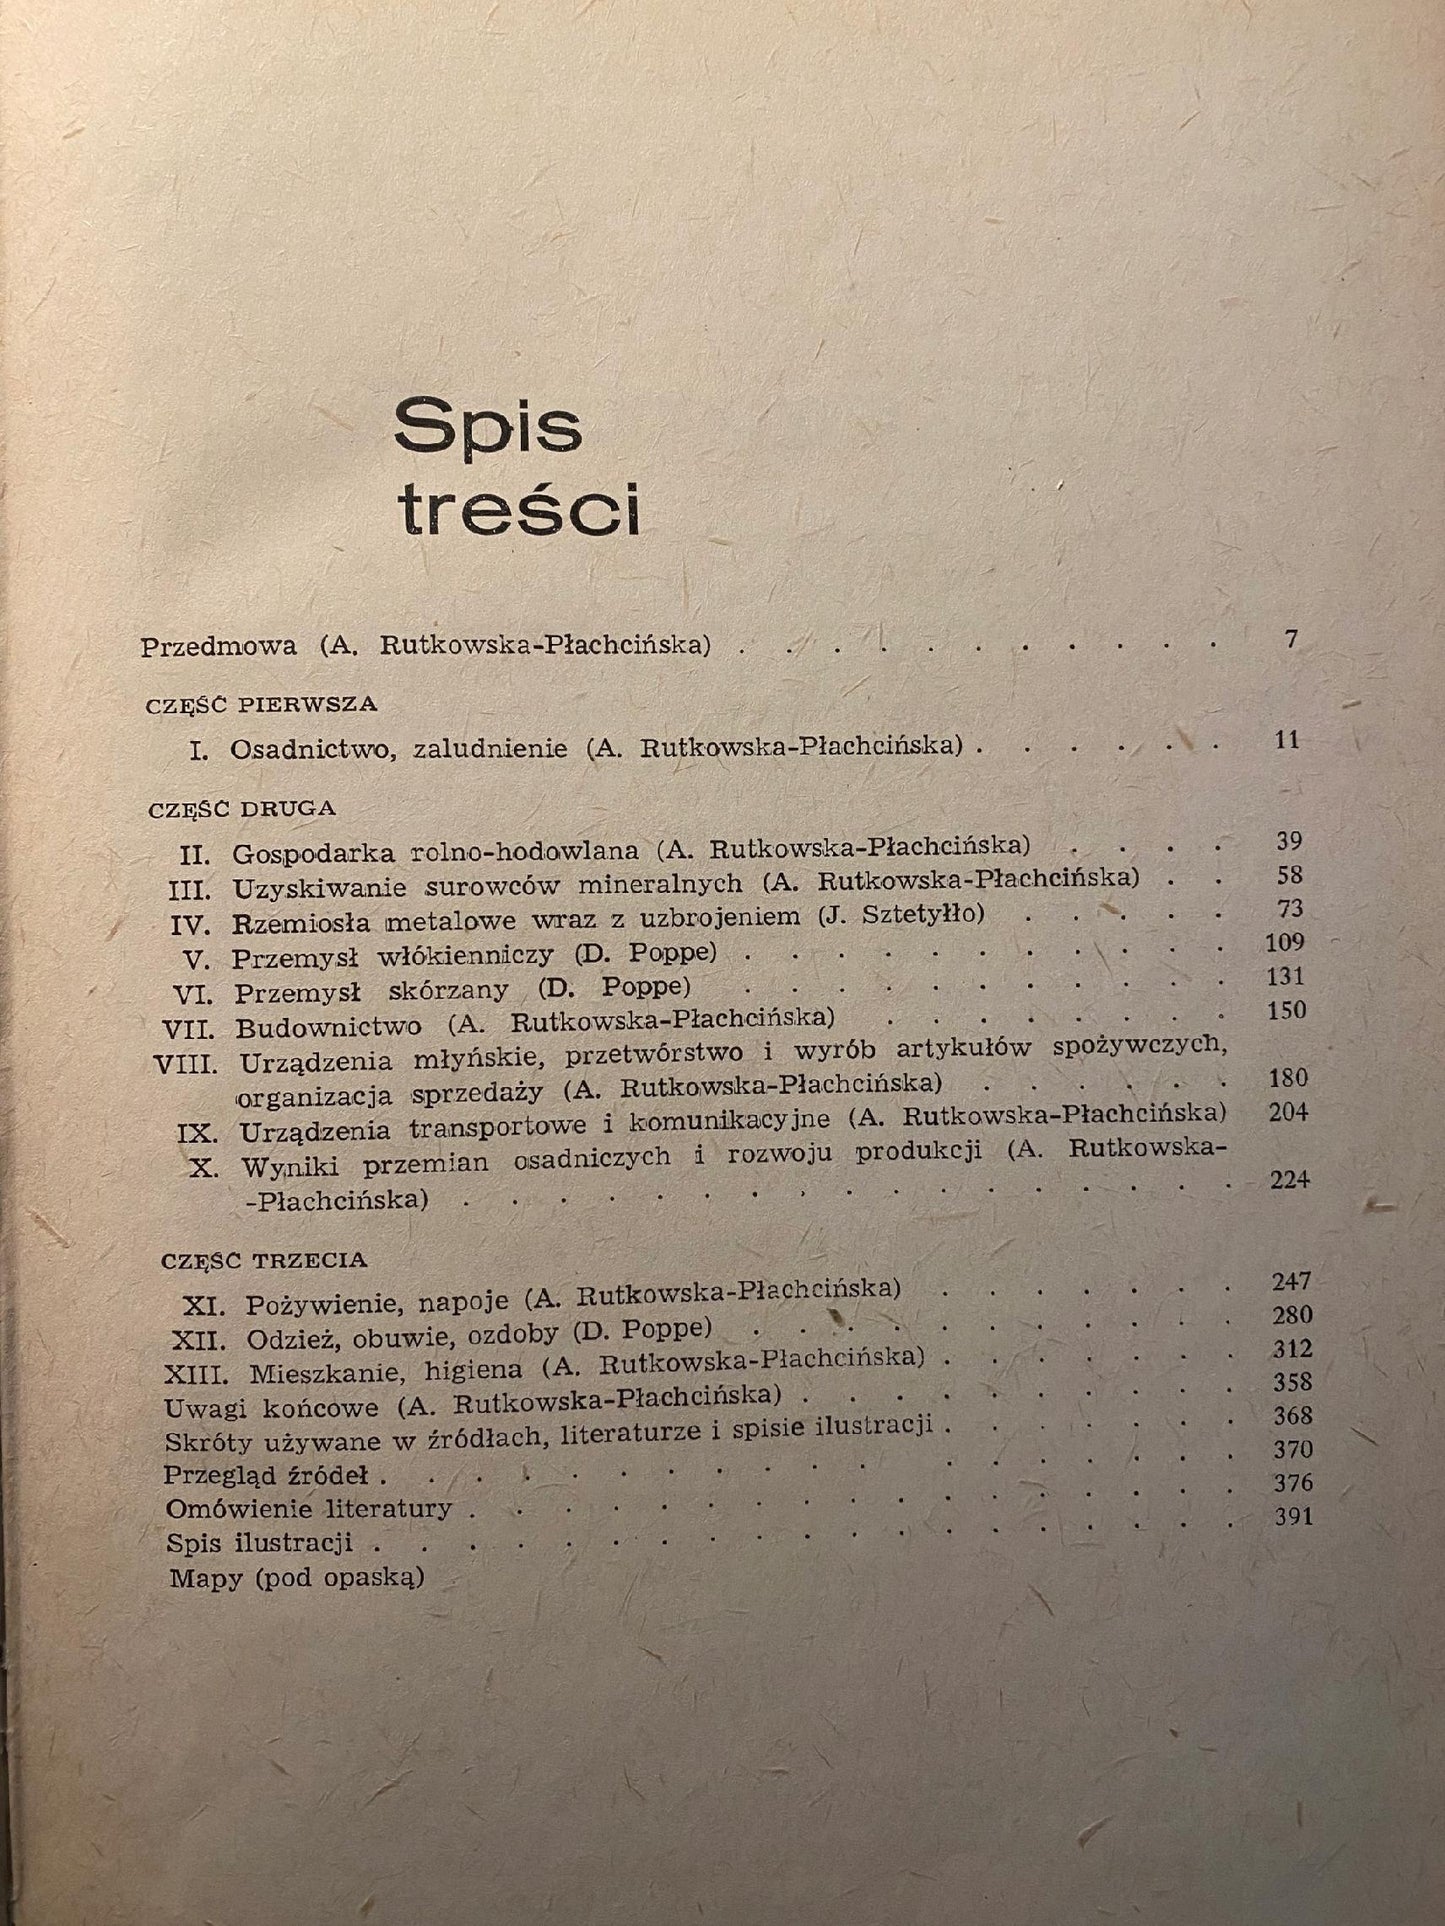 Spis
treści
Przedmowa (A. Rutkowska-Płachcińska) . . . . . . . . . . . 7
CZĘŚĆ PIERWSZA
I. Osadnictwo, zaludnienie (A. Rutkowska-Płachcińska) . . . . . . 11
CZĘŚĆ DRUGA
II. Gospodarka rolno-hodowlana (A. Rutkowska-Płachcińska) . . . . 39
III. Uzyskiwanie surowców mineralnych (A. Rutkowska-Płachcińska) . . 58
IV. Rzemiosła metalowe wraz z uzbrojeniem (J. Sztetyłło) . . . . . 73
V. Przemysł włókienniczy (D. Poppe) . . . . . . . . . . . 109
VI. Przemysł skórzany (D. Poppe) . . . . . . . . . . . 131
VII. Budownictwo (A. Rutkowska-Płachcińska) . . . . . . . . 150
VIII. Urządzenia młyńskie, przetwórstwo i wyrób artykułów spożywczych,
organizacja sprzedaży (A. Rutkowska-Płachcińska) . . . . . . 180
IX. Urządzenia transportowe i komunikacyjne (A. Rutkowska-Płachcińska) 204
X. Wyniki przemian osadniczych i rozwoju produkcji (A. Rutkowska-
-Płachcińska) . . . . . . . . . . . . . . . . . 224
CZĘŚĆ TRZECIA
XI. Pożywienie, napoje (A. Rutkowska-Płachcińska) . . . . . . . 247
XII. Odzież, obuwie, ozdoby (D. Poppe) . . . . . . . . . . . 280
XIII. Mieszkanie, higiena (A. Rutkowska-Płachcińska) . . . . . . . 312
Uwagi końcowe (A. Rutkowska-Płachcińska) . . . . . . . . . . 358
Skróty używane w źródłach, literaturze i spisie ilustracji . . . . . . . 368
Przegląd źródeł . . . . . . . . . . . . . . . . . . . 370
Omówienie literatury . . . . . . . . . . . . . . . . . 376
Spis ilustracji . . . . . . . . . . . . . . . . . . . 391
Mapy (pod opaską)